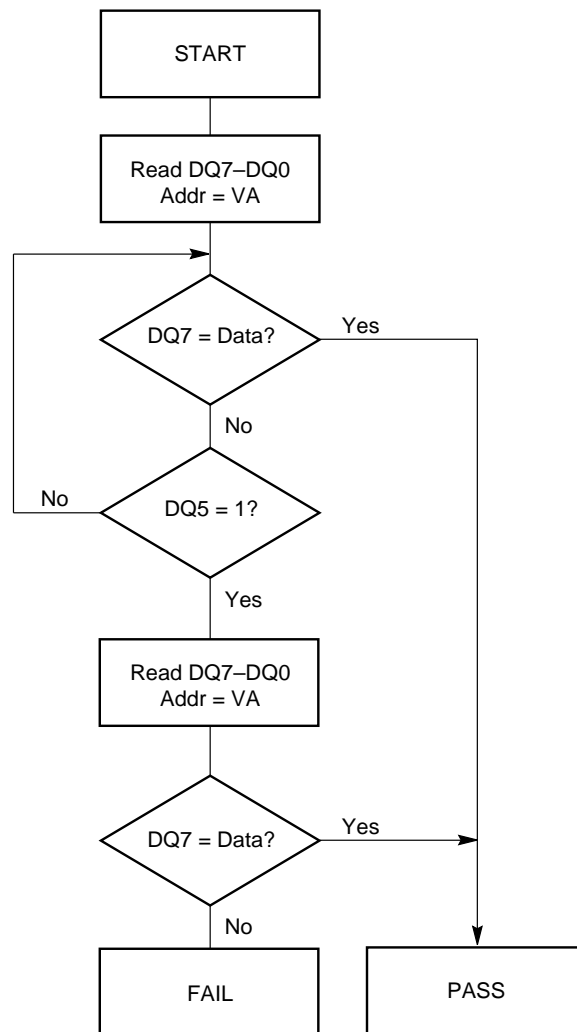 START
Read DQ7–DQ0
Addr = VA
DQ7 = Data?
Yes
No
No
DQ5 = 1?
Yes
Read DQ7–DQ0
Addr = VA
DQ7 = Data?
Yes
No
FAIL
PASS